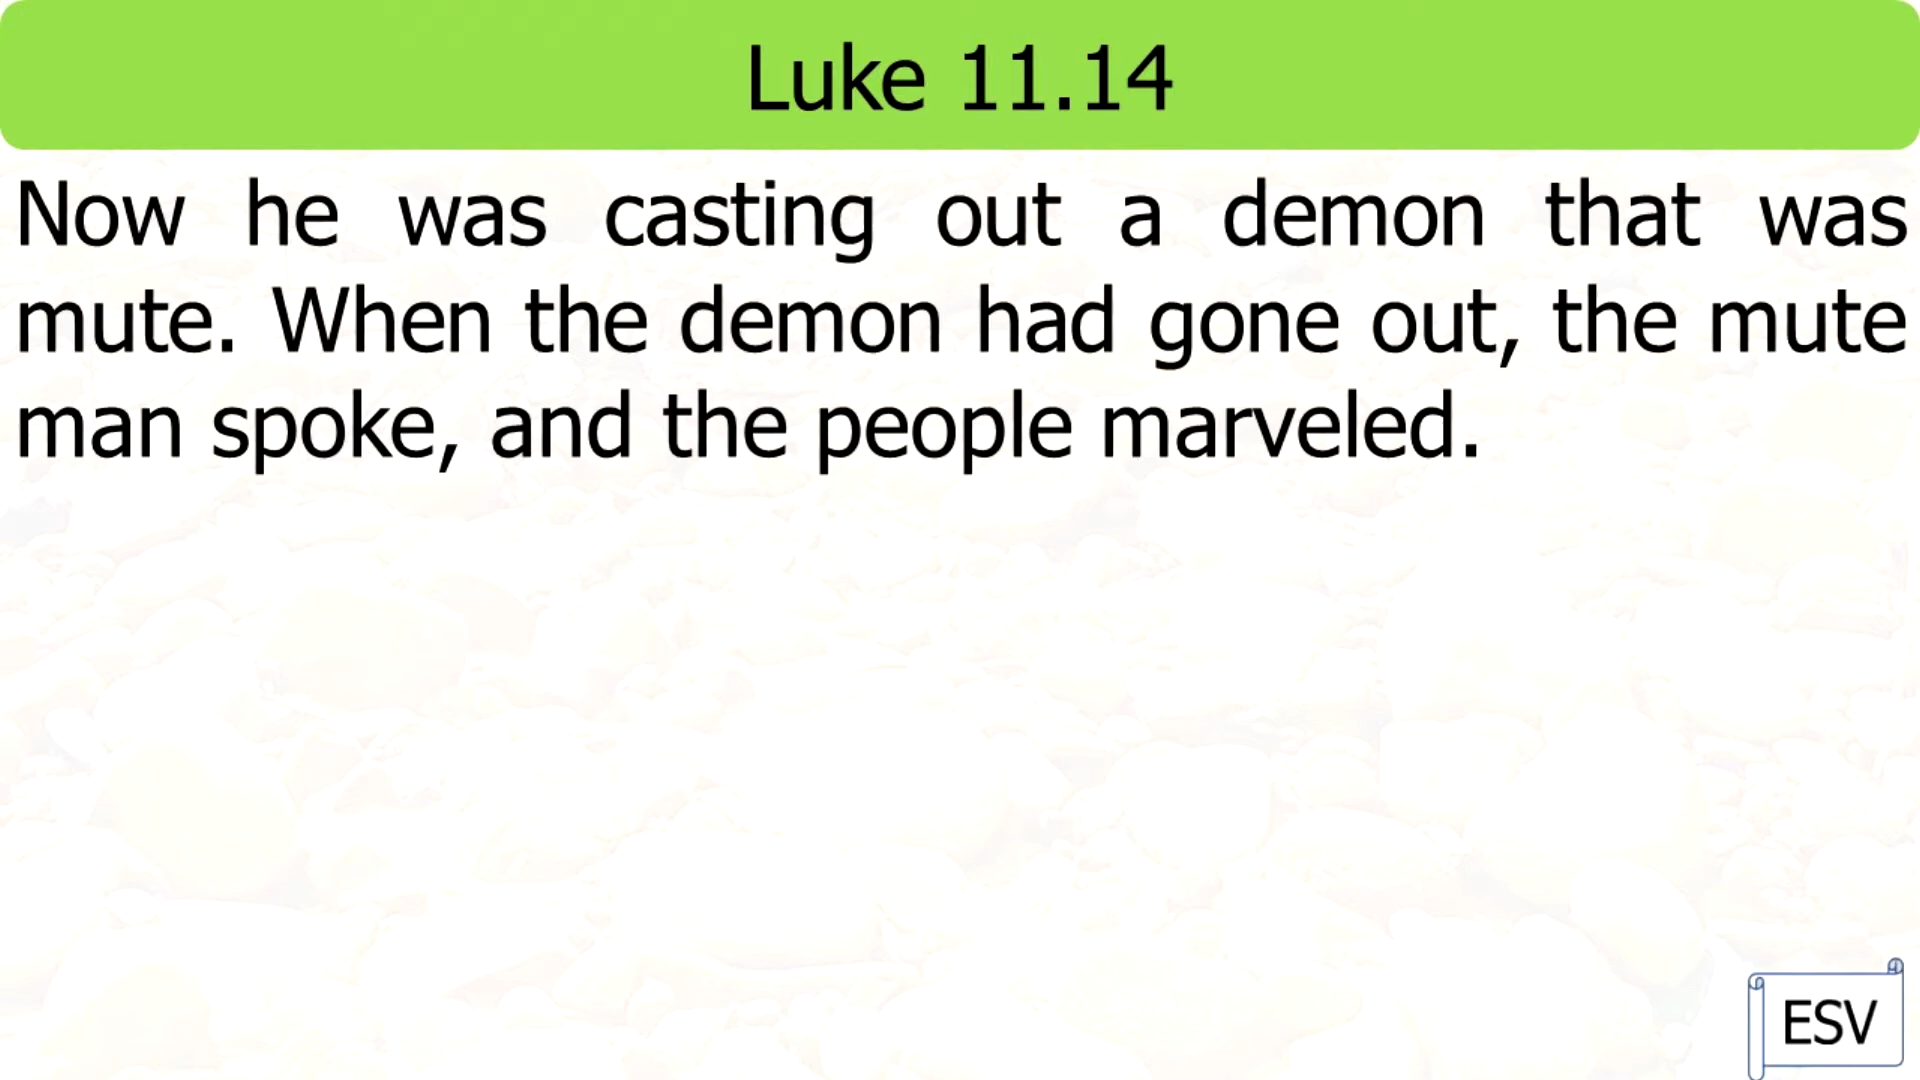 Luke 11.14
Now he was casting out a demon that was
mute. When the demon had gone out, the mute
man spoke, and the people marveled.
ESV